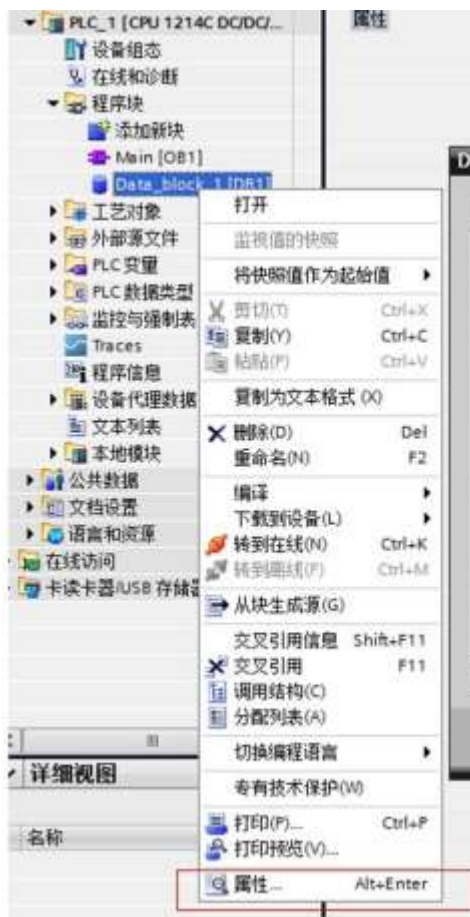 PLC_1 [CPU 1214C DC/DC/...
属性
设备组态
在线和诊断
程序块
添加新块
Main [OB1]
Data_block_1 [DB1]
工艺对象
外部源文件
PLC 变量
PLC 数据类型
监控与强制表
Traces
程序信息
设备代理数据
文本列表
本地模块
公共数据
文档设置
语言和资源
在线访问
读卡器/USB 存储器
详细视图
名称
D
打开
监视值的快照
将快照值作为起始值
剪切(T) Ctrl+X
复制(Y) Ctrl+C
粘贴(P) Ctrl+V
复制为文本格式 (X)
删除(D) Del
重命名(N) F2
编译
下载到设备(L)
转到在线(N) Ctrl+K
转到离线(F) Ctrl+M
从块生成源(G)
交叉引用信息 Shift+F11
交叉引用 F11
调用结构(C)
分配列表(A)
切换编程语言
专有技术保护(W)
打印(P)... Ctrl+P
打印预览(V)...
属性... Alt+Enter